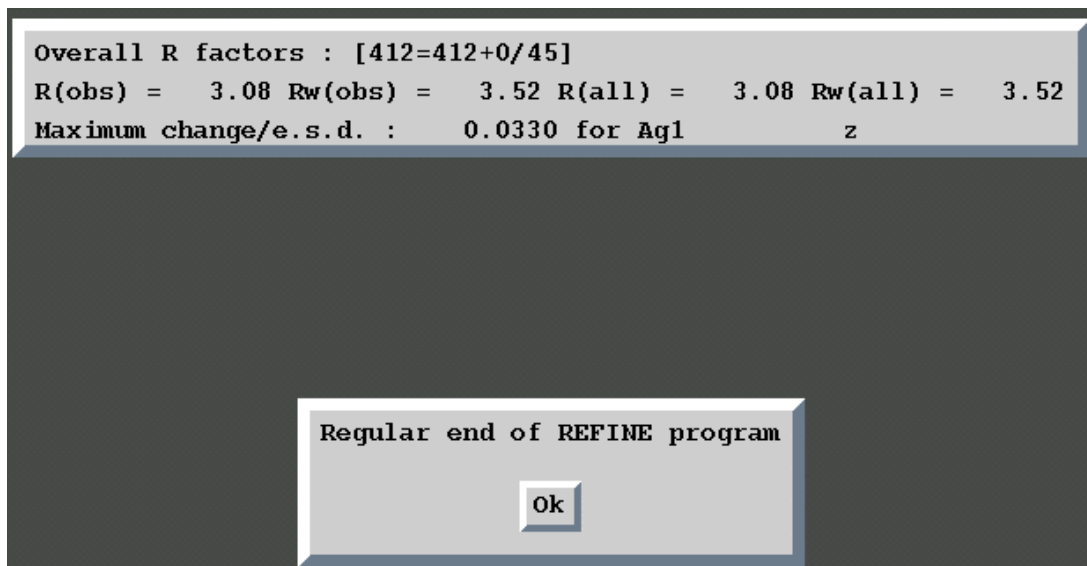 Overall R factors : [412=412+0/45]
R(obs) = 3.08 Rw(obs) = 3.52 R(all) = 3.08 Rw(all) = 3.52
Maximum change/e.s.d. : 0.0330 for Ag1 z
Regular end of REFINE program
Ok